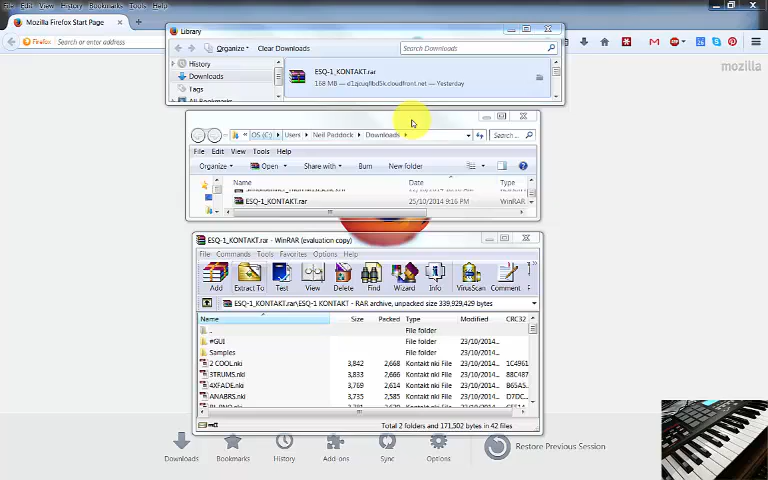 File Edit View History Bookmarks Tools Help
Mozilla Firefox Start Page
Library
Organize Clear Downloads Search Downloads
Firefox
History
Downloads
Tags
All Bookmarks
ESQ-1_KONTAKT.rar
168 MB — — Yesterday
mozilla
OS (C:) Users Neil Paddock Downloads Search...
File Edit View Tools Help
Organize Open Share with Burn New folder
Name Date Type
ESQ-1_KONTAKT.rar 25/10/2014 9:16 PM WinRAR
ESQ-1_KONTAKT.rar - WinRAR (evaluation copy)
File Commands Tools Favorites Options Help
Add Extract To Test View Delete Find Wizard Info VirusScan Comment
ESQ-1_KONTAKT.rar\ESQ-1 KONTAKT - RAR archive, unpacked size 339,929,429 bytes
Name Size Packed Type Modified CRC32
.. File folder
#GUI File folder 23/10/2014...
Samples File folder 23/10/2014...
2 COOL.nki 3,842 2,668 Kontakt nki File 23/10/2014... 1C4961
3TRUMS.nki 3,833 2,666 Kontakt nki File 23/10/2014... 88C487
4XFADE.nki 3,769 2,614 Kontakt nki File 23/10/2014... B65A5
ANABRS.nki 3,735 2,585 Kontakt nki File 23/10/2014... D7DC
Total 2 folders and 171,502 bytes in 42 files
Downloads Bookmarks History Add-ons Sync Options Restore Previous Session